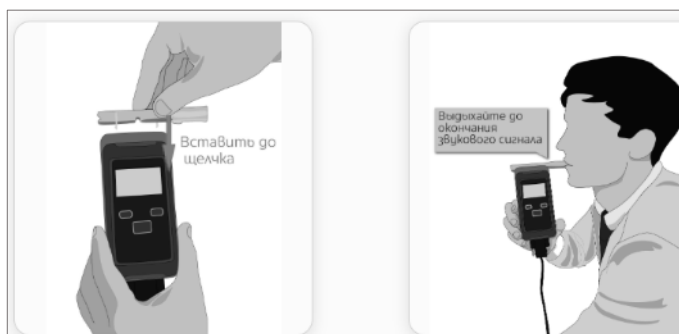 Вставить до
щелчка
Выдыхайте до
окончания
звукового сигнала